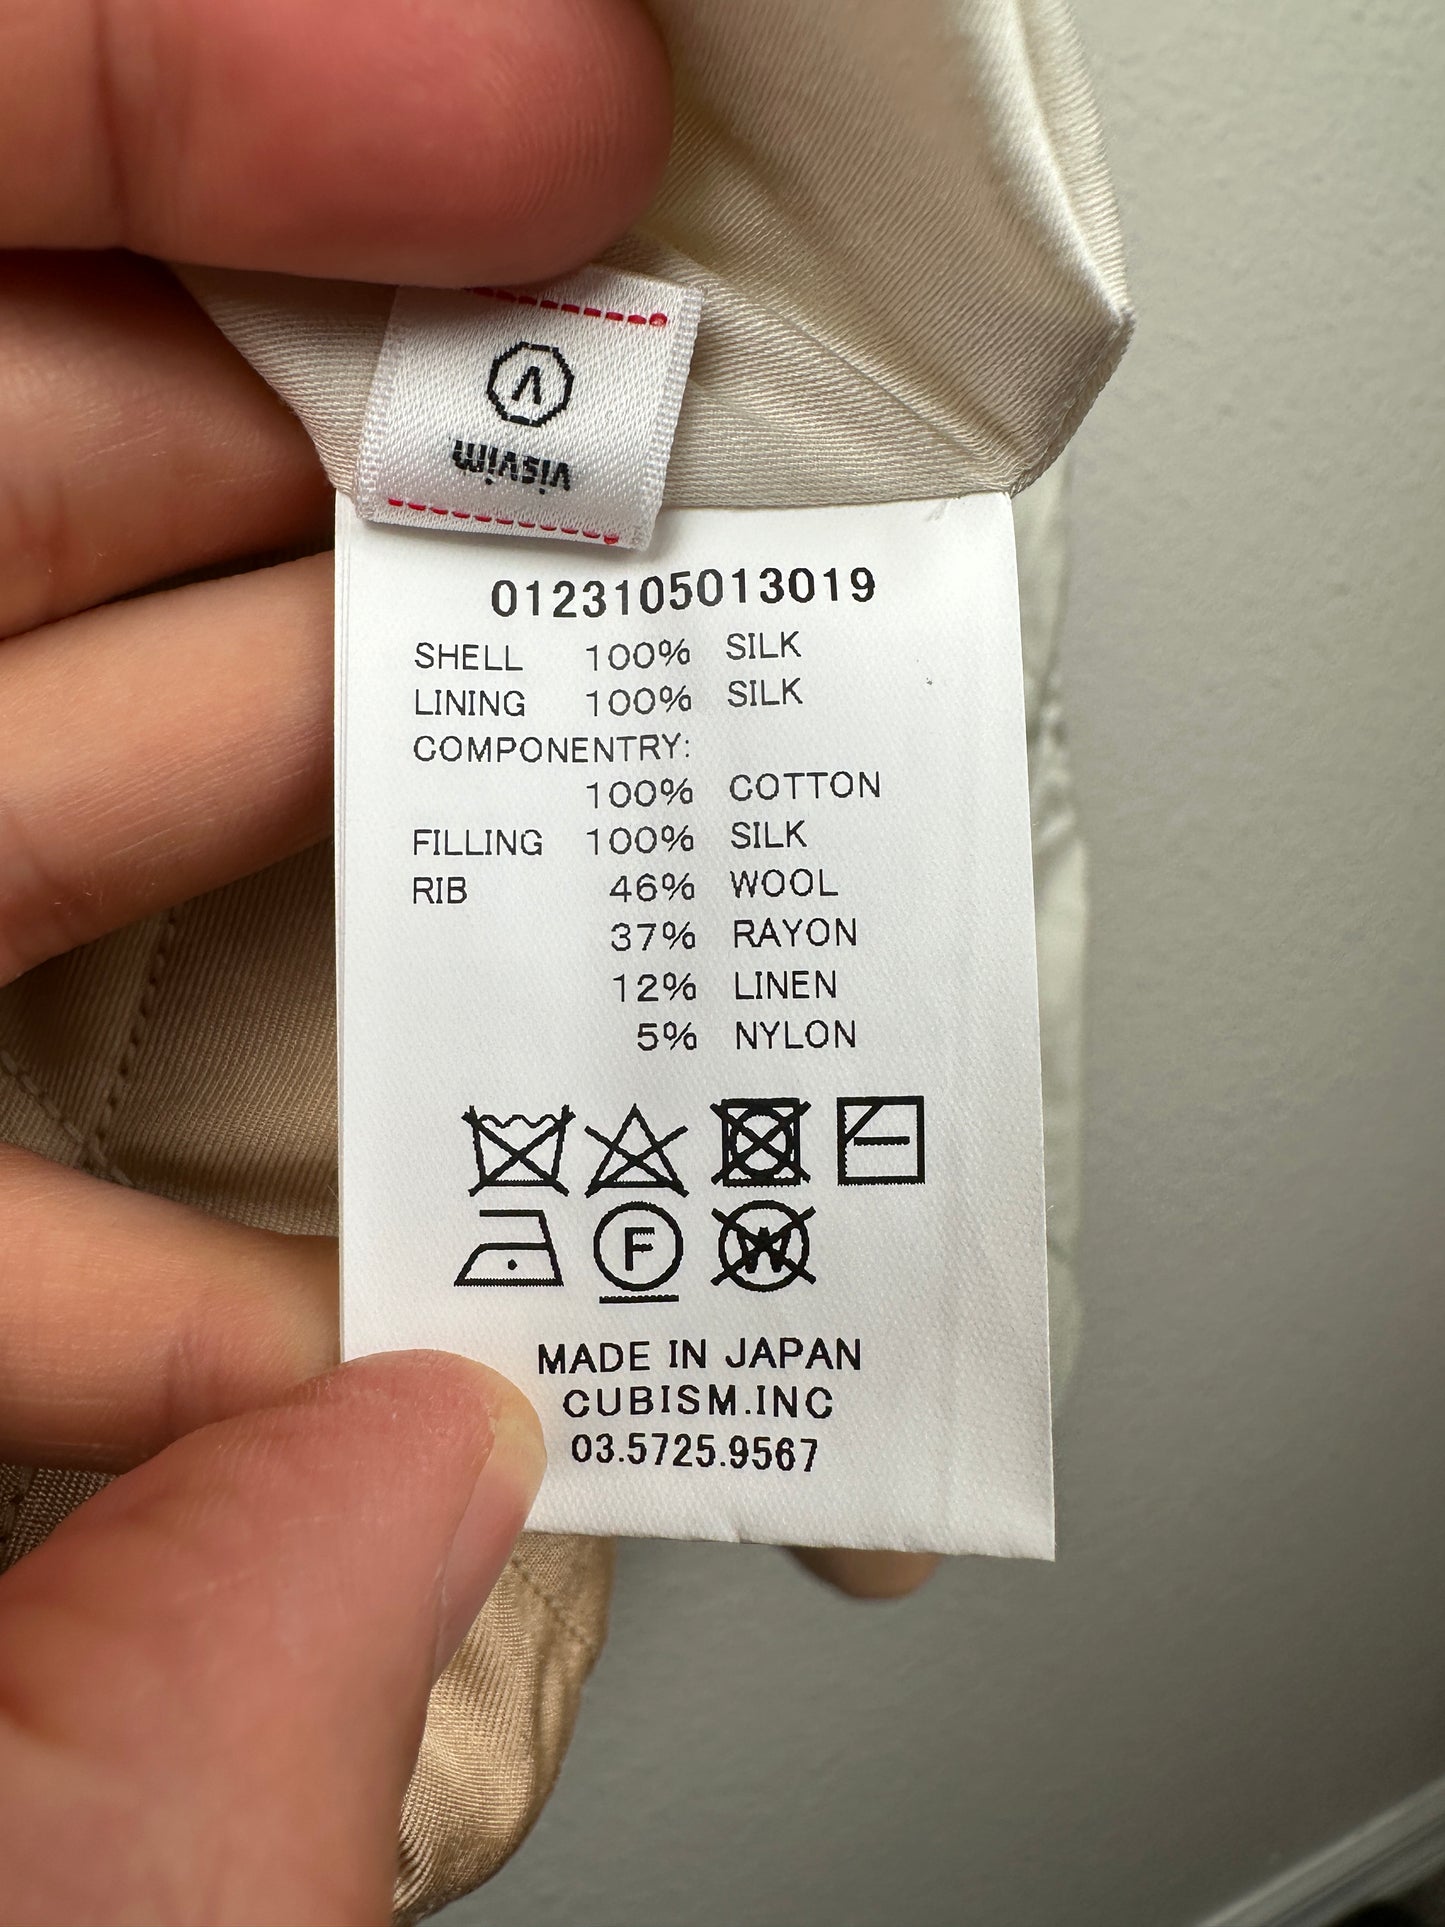 V
visvim
0123105013019
SHELL 100% SILK
LINING 100% SILK
COMPONENTRY:
100% COTTON
FILLING 100% SILK
RIB 46% WOOL
37% RAYON
12% LINEN
5% NYLON
F W
MADE IN JAPAN
CUBISM.INC
03.5725.9567